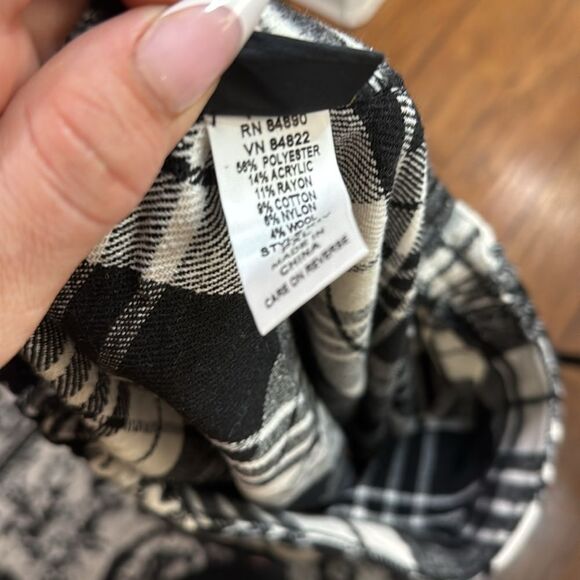 RN 84890
VN 84822
56% POLYESTER
14% ACRYLIC
11% RAYON
9% COTTON
6% NYLON
4% WOOL
MADE IN
CHINA
CARE ON REVERSE